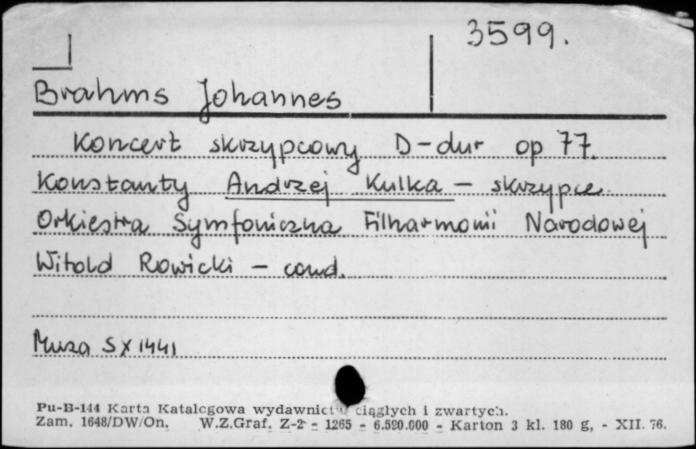 3599.
Brahms Johannes
Koncert skrzypcowy D-dur op 77.
Konstanty Andrzej Kulka - skrzypce.
Orkiestra Symfoniczna Filharmonii Narodowej
Witold Rowicki - cond.
Muza SX 1441
Pu-B-144 Karta Katalogowa wydawnictw ciągłych i zwartych.
Zam. 1648/DW/On. W.Z.Graf. Z-2 - 1265 - 6.520.000 - Karton 3 kl. 180 g, - XII. 76.